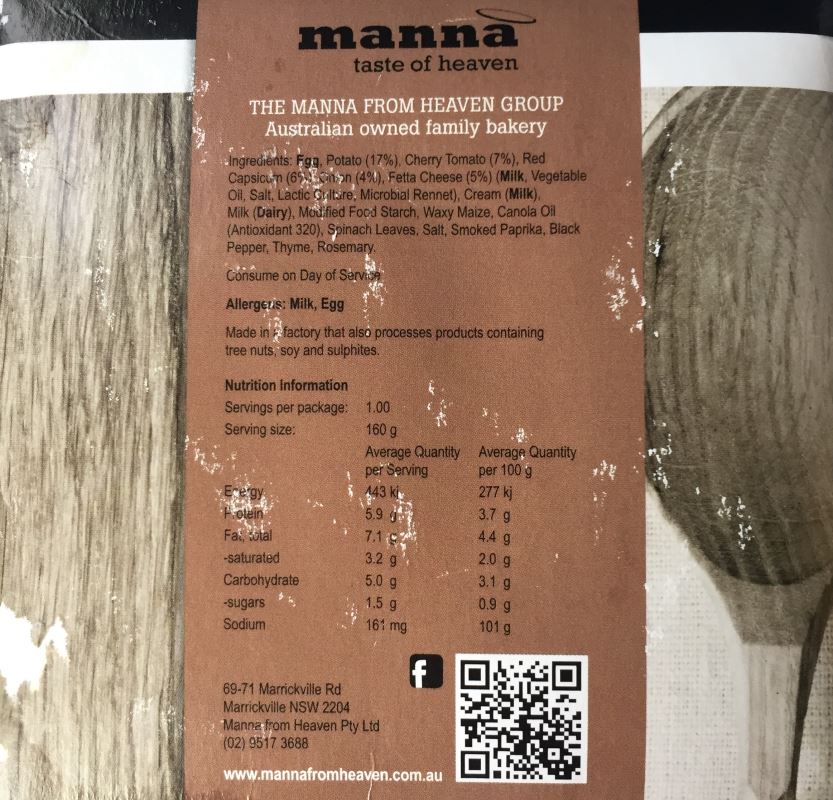 manna
taste of heaven
THE MANNA FROM HEAVEN GROUP
Australian owned family bakery
Ingredients: Egg, Potato (17%), Cherry Tomato (7%), Red
Capsicum (6%), Onion (4%), Fetta Cheese (5%) (Milk, Vegetable
Oil, Salt, Lactic Culture, Microbial Rennet), Cream (Milk),
Milk (Dairy), Modified Food Starch, Waxy Maize, Canola Oil
(Antioxidant 320), Spinach Leaves, Salt, Smoked Paprika, Black
Pepper, Thyme, Rosemary.
Consume on Day of Service
Allergens: Milk, Egg
Made in a factory that also processes products containing
tree nuts, soy and sulphites.
Nutrition Information
Servings per package: 1.00
Serving size: 160 g
Average Quantity Average Quantity
per Serving per 100 g
Energy 443 kj 277 kj
Protein 5.9 g 3.7 g
Fat, total 7.1 g 4.4 g
-saturated 3.2 g 2.0 g
Carbohydrate 5.0 g 3.1 g
-sugars 1.5 g 0.9 g
Sodium 161 mg 101 g
f
69-71 Marrickville Rd
Marrickville NSW 2204
Manna from Heaven Pty Ltd
(02) 9517 3688
www.mannafromheaven.com.au